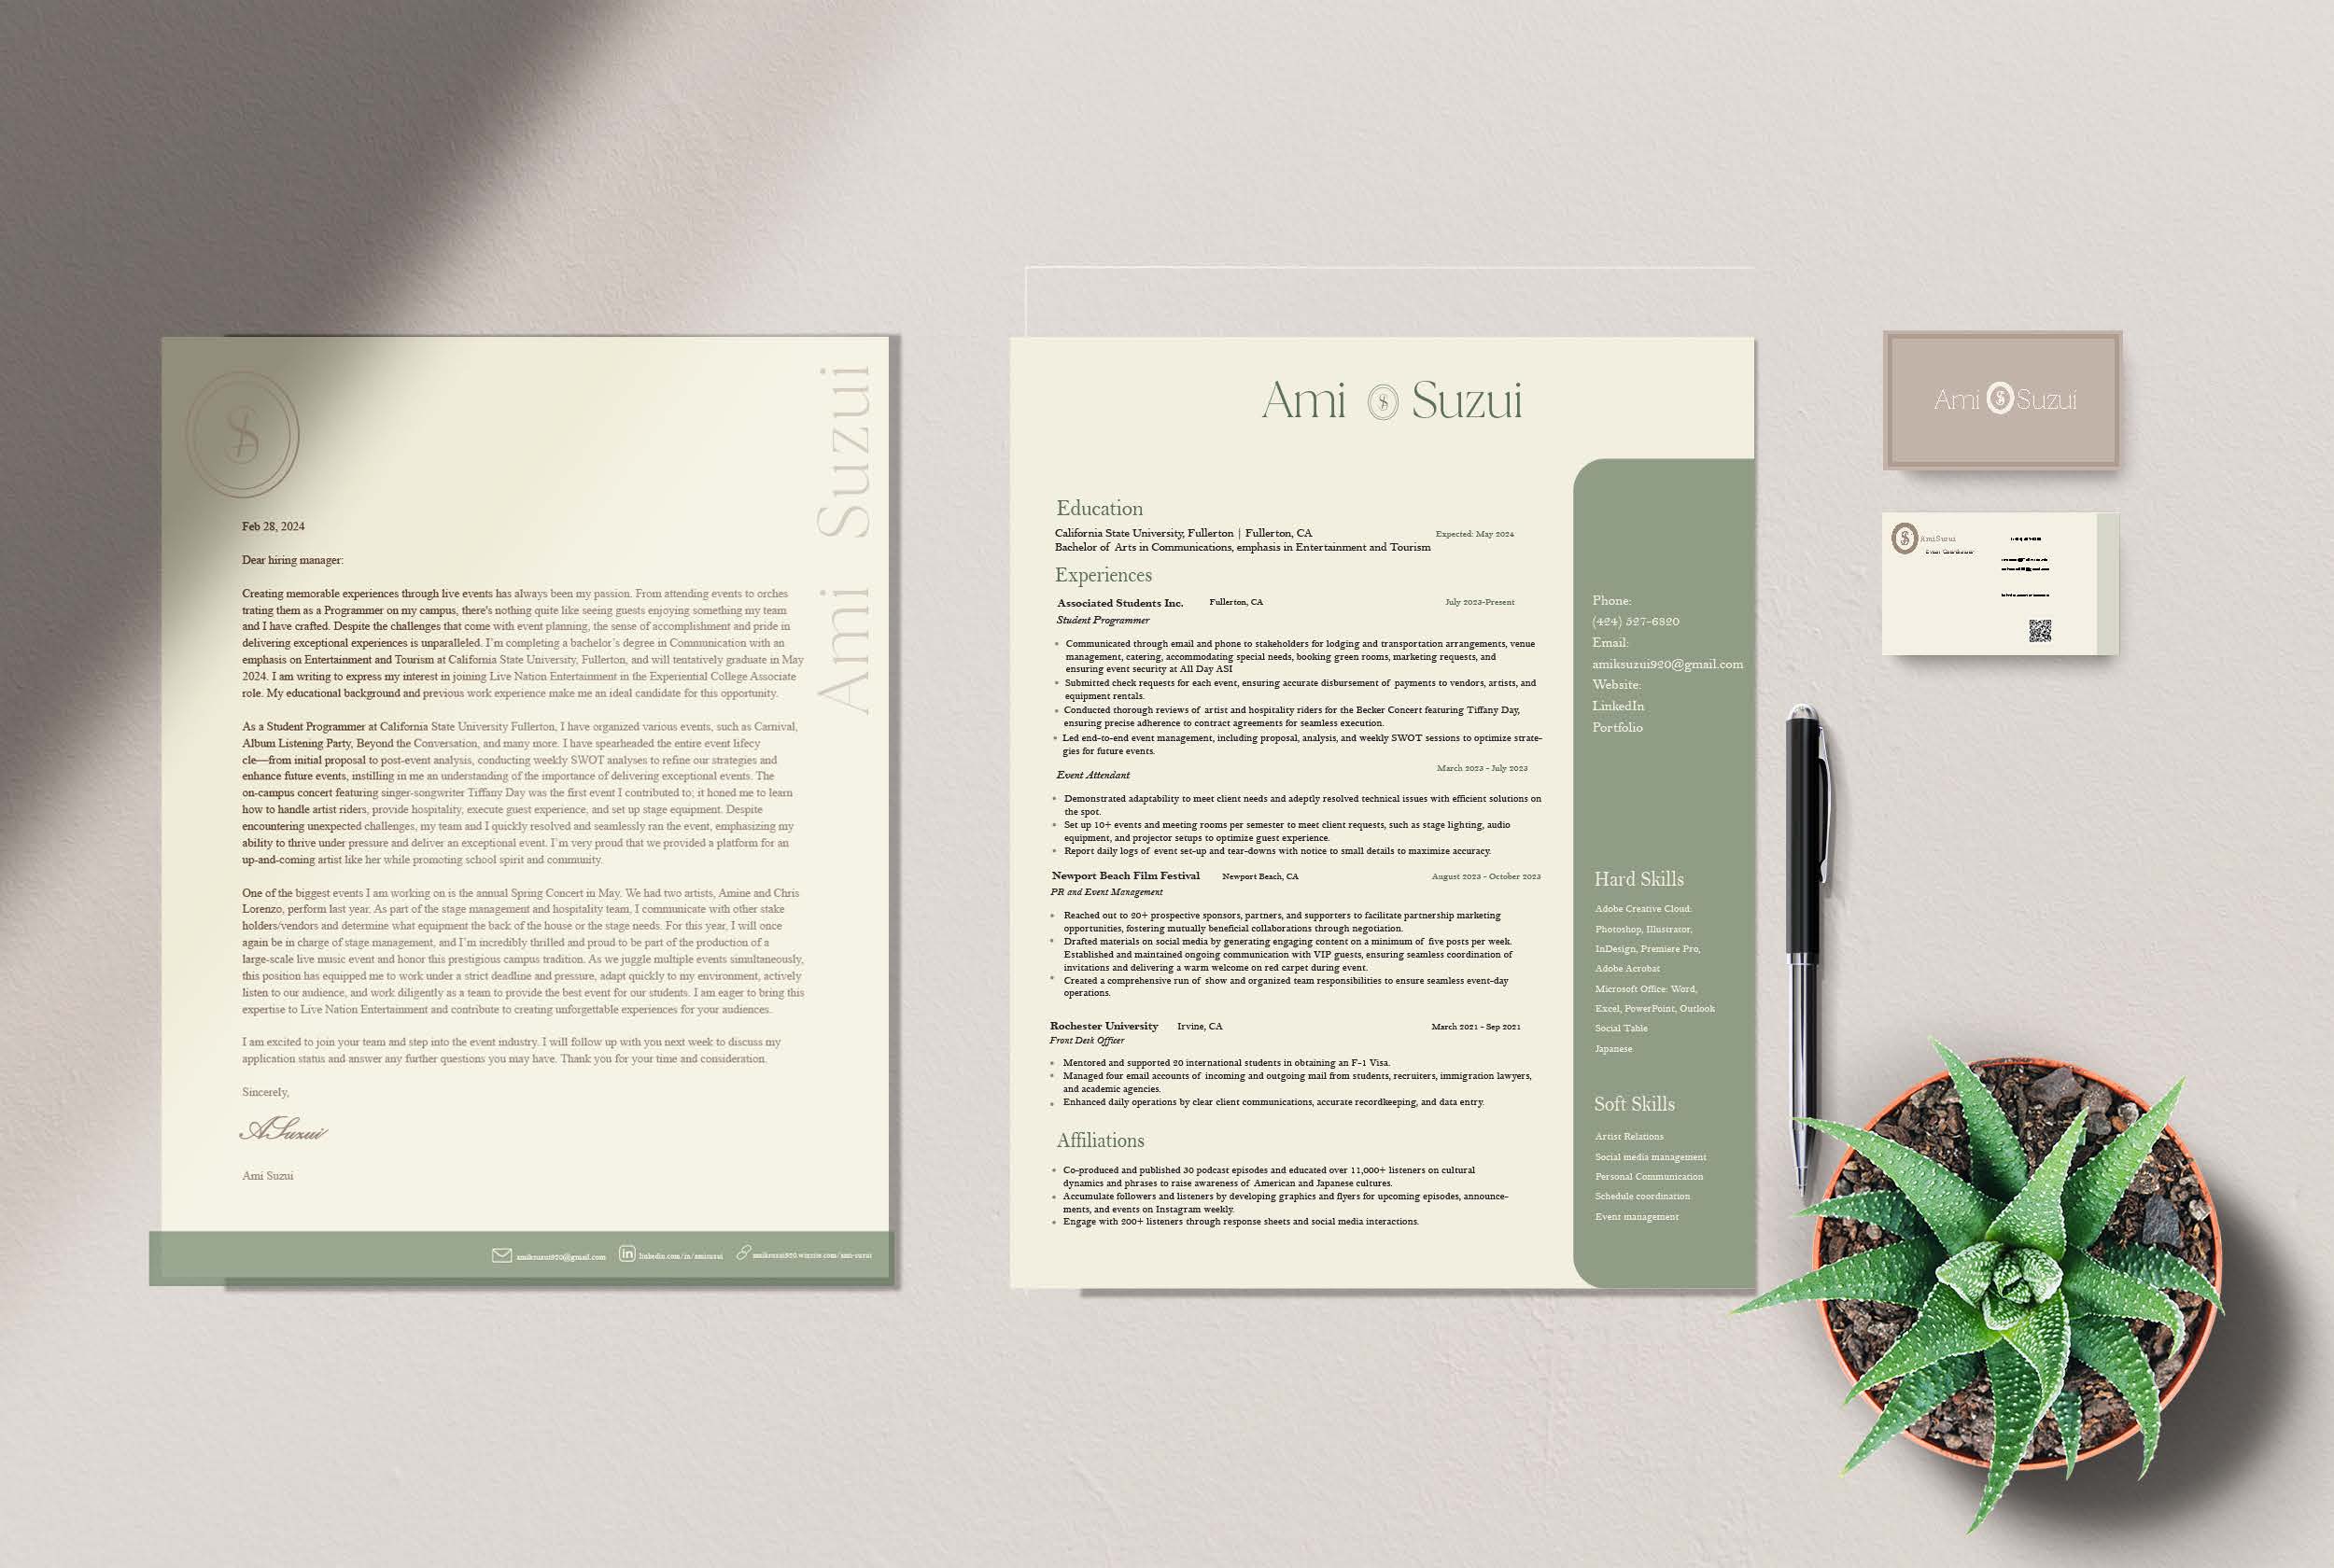 Ami Suzui
Feb 28, 2024
Dear hiring manager:
Creating memorable experiences through live events has always been my passion. From attending events to orches
trating them as a Programmer on my campus, there's nothing quite like seeing guests enjoying something my team
and I have crafted. Despite the challenges that come with event planning, the sense of accomplishment and pride in
delivering exceptional experiences is unparalleled. I'm completing a bachelor's degree in Communication with an
emphasis on Entertainment and Tourism at California State University, Fullerton, and will tentatively graduate in May
2024. I am writing to express my interest in joining Live Nation Entertainment in the Experiential College Associate
role. My educational background and previous work experience make me an ideal candidate for this opportunity.
As a Student Programmer at California State University Fullerton, I have organized various events, such as Carnival,
Album Listening Party, Beyond the Conversation, and many more. I have spearheaded the entire event lifecy
cle—from initial proposal to post-event analysis, conducting weekly SWOT analyses to refine our strategies and
enhance future events, instilling in me an understanding of the importance of delivering exceptional events. The
on-campus concert featuring singer-songwriter Tiffany Day was the first event I contributed to; it honed me to learn
how to handle artist riders, provide hospitality, execute guest experience, and set up stage equipment. Despite
encountering unexpected challenges, my team and I quickly resolved and seamlessly ran the event, emphasizing my
ability to thrive under pressure and deliver an exceptional event. I'm very proud that we provided a platform for an
up-and-coming artist like her while promoting school spirit and community.
One of the biggest events I am working on is the annual Spring Concert in May. We had two artists, Amine and Chris
Lorenzo, perform last year. As part of the stage management and hospitality team, I communicate with other stake
holders/vendors and determine what equipment the back of the house or the stage needs. For this year, I will once
again be in charge of stage management, and I'm incredibly thrilled and proud to be part of the production of a
large-scale live music event and honor this prestigious campus tradition. As we juggle multiple events simultaneously,
this position has equipped me to work under a strict deadline and pressure, adapt quickly to my environment, actively
listen to our audience, and work diligently as a team to provide the best event for our students. I am eager to bring this
expertise to Live Nation Entertainment and contribute to creating unforgettable experiences for your audiences.
I am excited to join your team and step into the event industry. I will follow up with you next week to discuss my
application status and answer any further questions you may have. Thank you for your time and consideration.
Sincerely,
ASuzui
Ami Suzui
amiksuzui920@gmail.com linkedin.com/in/amisuzui amiksuzui920.wixsite.com/ami-suzui
Ami S Suzui
Education
California State University, Fullerton | Fullerton, CA Expected: May 2024
Bachelor of Arts in Communications, emphasis in Entertainment and Tourism
Experiences
Associated Students Inc. Fullerton, CA July 2023-Present
Student Programmer
• Communicated through email and phone to stakeholders for lodging and transportation arrangements, venue
management, catering, accommodating special needs, booking green rooms, marketing requests, and
ensuring event security at All Day ASI
• Submitted check requests for each event, ensuring accurate disbursement of payments to vendors, artists, and
equipment rentals.
• Conducted thorough reviews of artist and hospitality riders for the Becker Concert featuring Tiffany Day,
ensuring precise adherence to contract agreements for seamless execution.
• Led end-to-end event management, including proposal, analysis, and weekly SWOT sessions to optimize strate-
gies for future events.
Event Attendant March 2023 - July 2023
• Demonstrated adaptability to meet client needs and adeptly resolved technical issues with efficient solutions on
the spot.
• Set up 10+ events and meeting rooms per semester to meet client requests, such as stage lighting, audio
equipment, and projector setups to optimize guest experience.
• Report daily logs of event set-up and tear-downs with notice to small details to maximize accuracy.
Newport Beach Film Festival Newport Beach, CA August 2023 - October 2023
PR and Event Management
• Reached out to 20+ prospective sponsors, partners, and supporters to facilitate partnership marketing
opportunities, fostering mutually beneficial collaborations through negotiation.
• Drafted materials on social media by generating engaging content on a minimum of five posts per week.
Established and maintained ongoing communication with VIP guests, ensuring seamless coordination of
invitations and delivering a warm welcome on red carpet during event.
• Created a comprehensive run of show and organized team responsibilities to ensure seamless event-day
operations.
Rochester University Irvine, CA March 2021 - Sep 2021
Front Desk Officer
• Mentored and supported 20 international students in obtaining an F-1 Visa.
• Managed four email accounts of incoming and outgoing mail from students, recruiters, immigration lawyers,
and academic agencies.
• Enhanced daily operations by clear client communications, accurate recordkeeping, and data entry.
Affiliations
• Co-produced and published 30 podcast episodes and educated over 11,000+ listeners on cultural
dynamics and phrases to raise awareness of American and Japanese cultures.
• Accumulate followers and listeners by developing graphics and flyers for upcoming episodes, announce-
ments, and events on Instagram weekly.
• Engage with 200+ listeners through response sheets and social media interactions.
Phone:
(424) 527-6820
Email:
amiksuzui920@gmail.com
Website:
LinkedIn
Portfolio
Hard Skills
Adobe Creative Cloud:
Photoshop, Illustrator,
InDesign, Premiere Pro,
Adobe Acrobat
Microsoft Office: Word,
Excel, PowerPoint, Outlook
Social Table
Japanese
Soft Skills
Artist Relations
Social media management
Personal Communication
Schedule coordination
Event management
Ami S Suzui
Ami Suzui
Event Coordinator